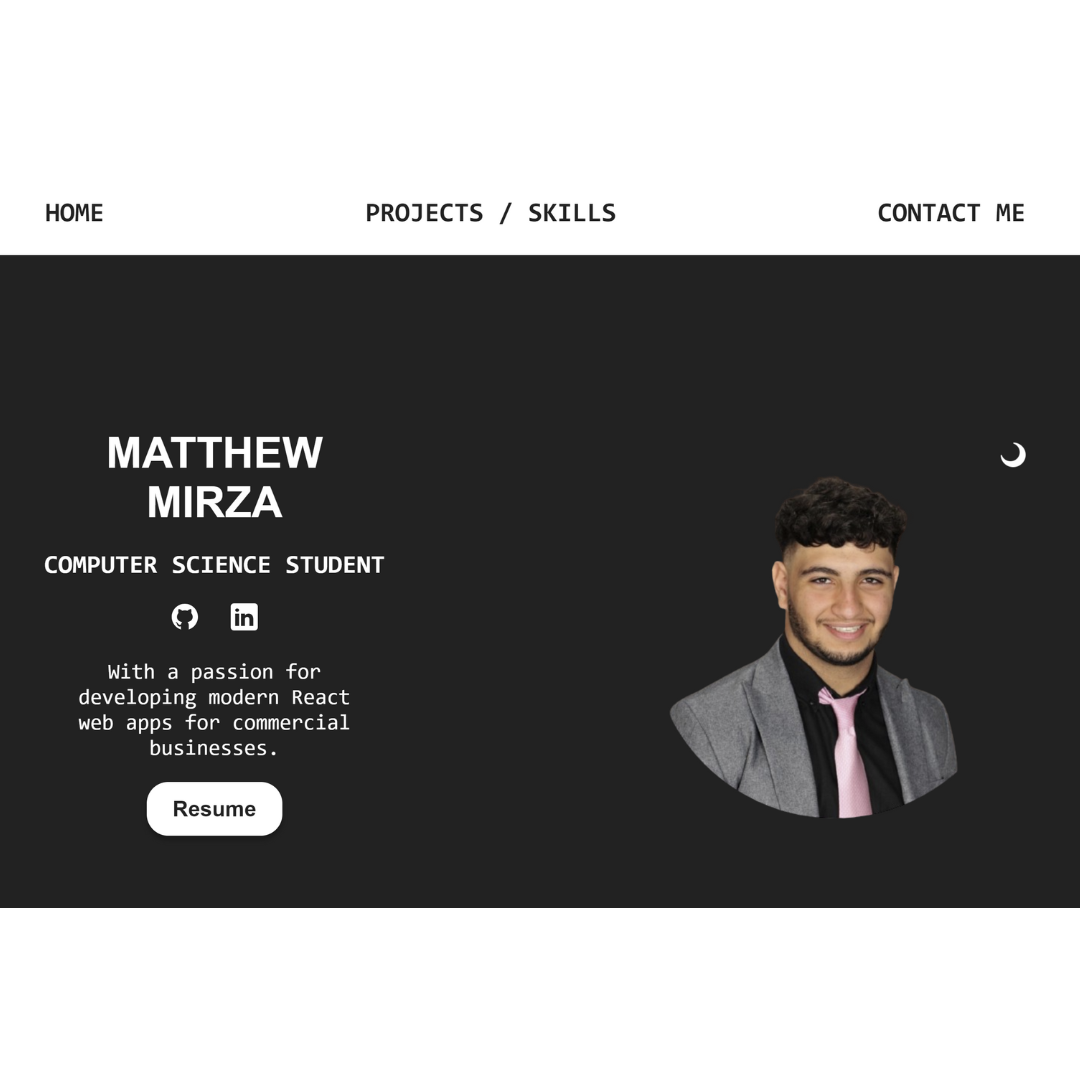 HOME PROJECTS / SKILLS CONTACT ME
MATTHEW
MIRZA
COMPUTER SCIENCE STUDENT
in
With a passion for
developing modern React
web apps for commercial
businesses.
Resume